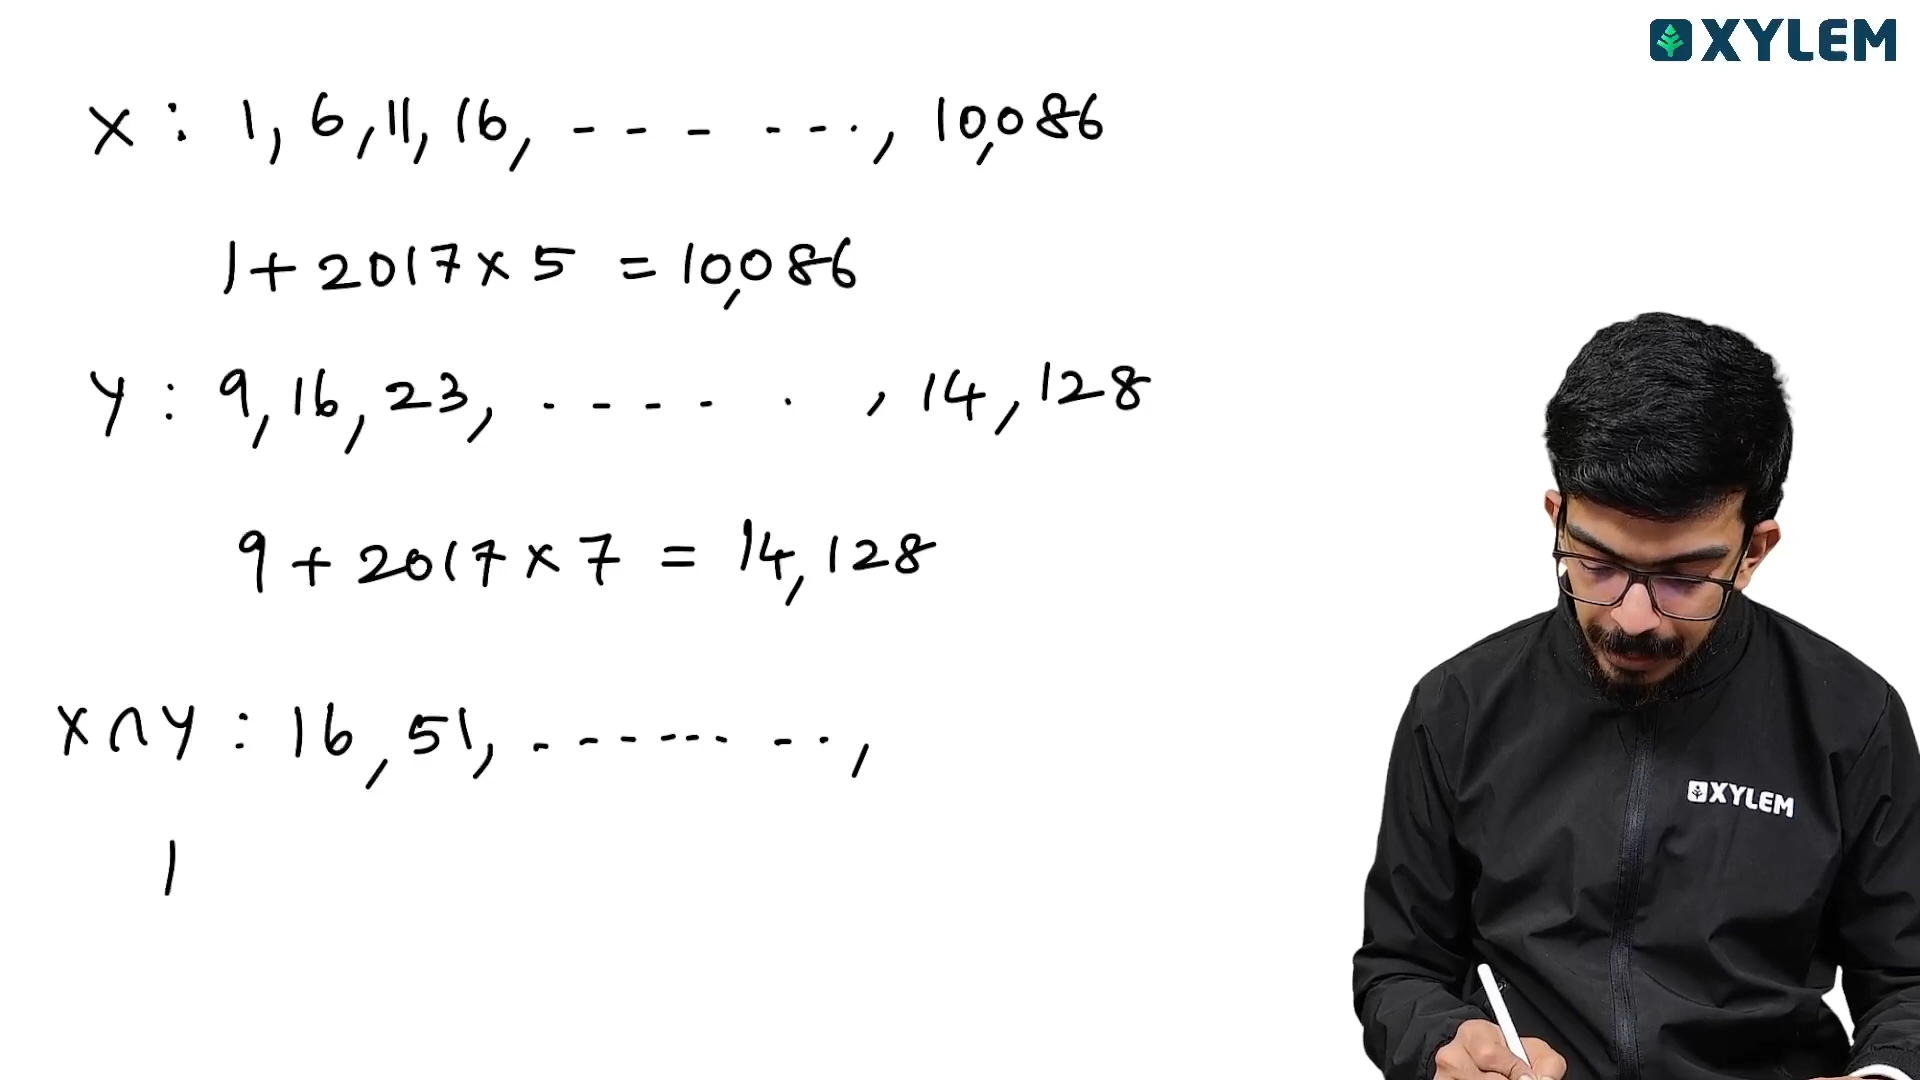 XYLEM
X : 1, 6, 11, 16, - - - - - - ., 10,086
1 + 2017 × 5 = 10,086
Y : 9, 16, 23, . - - - - . , 14, 128
9 + 2017 × 7 = 14, 128
X ∩ Y : 16, 51, . - - - - - - - - . ,
1
XYLEM